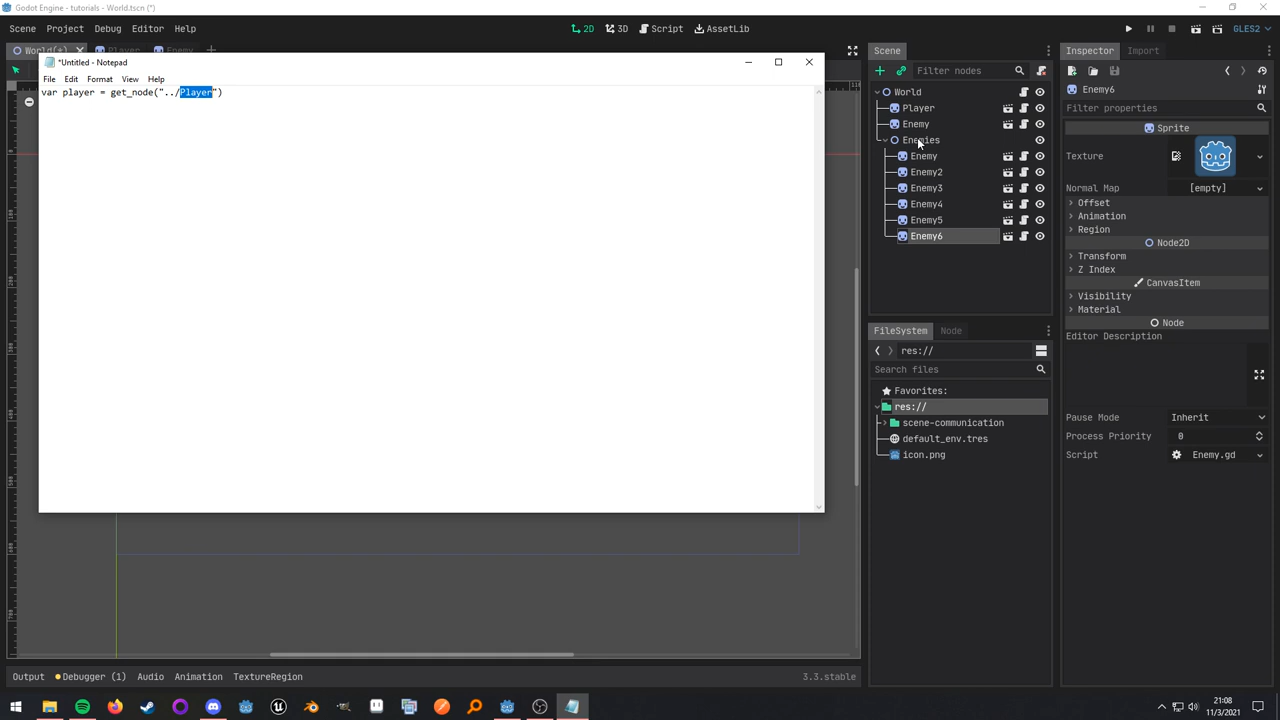 Godot Engine - tutorials - World.tscn (*)
Scene Project Debug Editor Help
2D 3D Script AssetLib
GLES2
World(*) Player Enemy
*Untitled - Notepad
File Edit Format View Help
var player = get_node("../Player")
Scene
Filter nodes
World
Player
Enemy
Enemies
Enemy
Enemy2
Enemy3
Enemy4
Enemy5
Enemy6
FileSystem Node
res://
Search files
Favorites:
res://
scene-communication
default_env.tres
icon.png
Inspector Import
Enemy6
Filter properties
Sprite
Texture
Normal Map [empty]
Offset
Animation
Region
Node2D
Transform
Z Index
CanvasItem
Visibility
Material
Node
Editor Description
Pause Mode Inherit
Process Priority 0
Script Enemy.gd
Output Debugger (1) Audio Animation TextureRegion
3.3.stable
21:08
11/3/2021